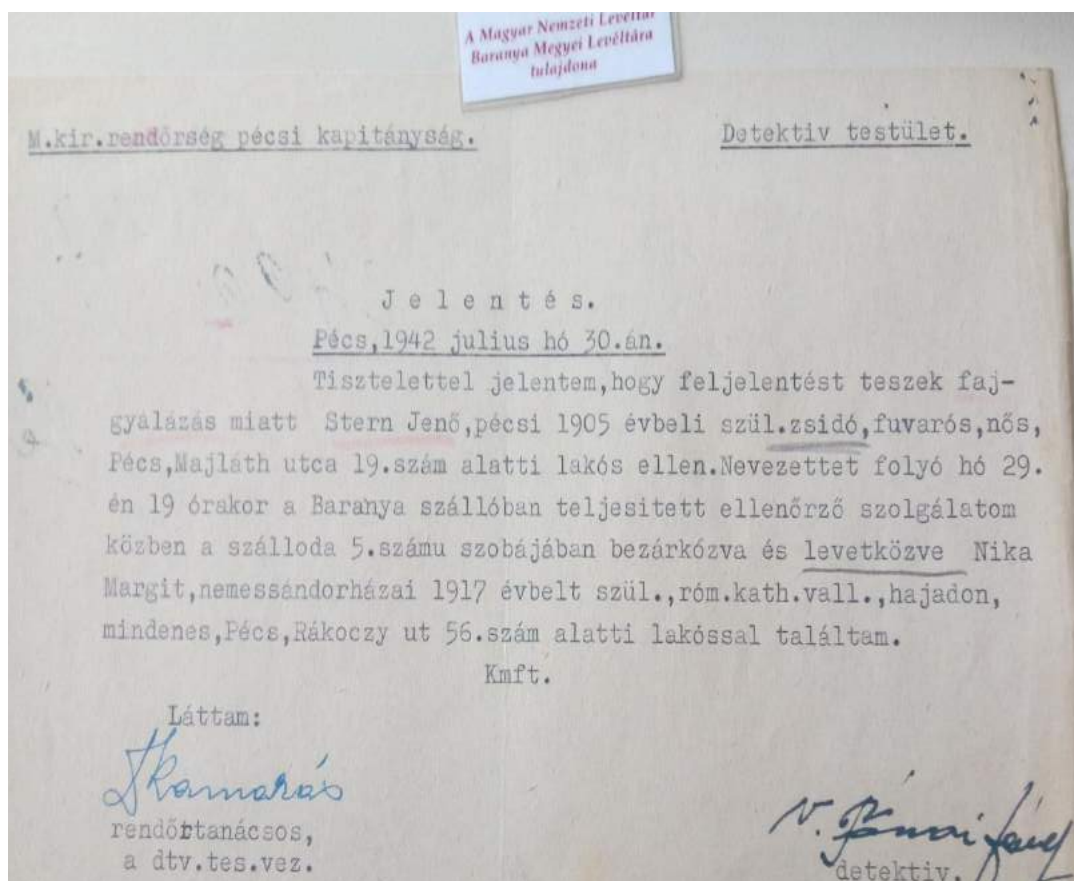 A Magyar Nemzeti Levéltár
Baranya Megyei Levéltára
tulajdona
M.kir.rendőrség pécsi kapitányság. Detektiv testület.
J e l e n t é s.
Pécs,1942 julius hó 30.án.
Tisztelettel jelentem,hogy feljelentést teszek faj-
gyalázás miatt Stern Jenő,pécsi 1905 évbeli szül.zsidó,fuvarós,nős,
Pécs,Majláth utca 19.szám alatti lakós ellen.Nevezettet folyó hó 29.
én 19 órakor a Baranya szállóban teljesitett ellenőrző szolgálatom
közben a szálloda 5.számu szobájában bezárkózva és levetközve Nika
Margit,nemessándorházai 1917 évbelt szül.,róm.kath.vall.,hajadon,
mindenes,Pécs,Rákoczy ut 56.szám alatti lakóssal találtam.
Kmft.
Láttam:
Kamarás
rendőrtanácsos,
a dtv.tes.vez.
detektiv.